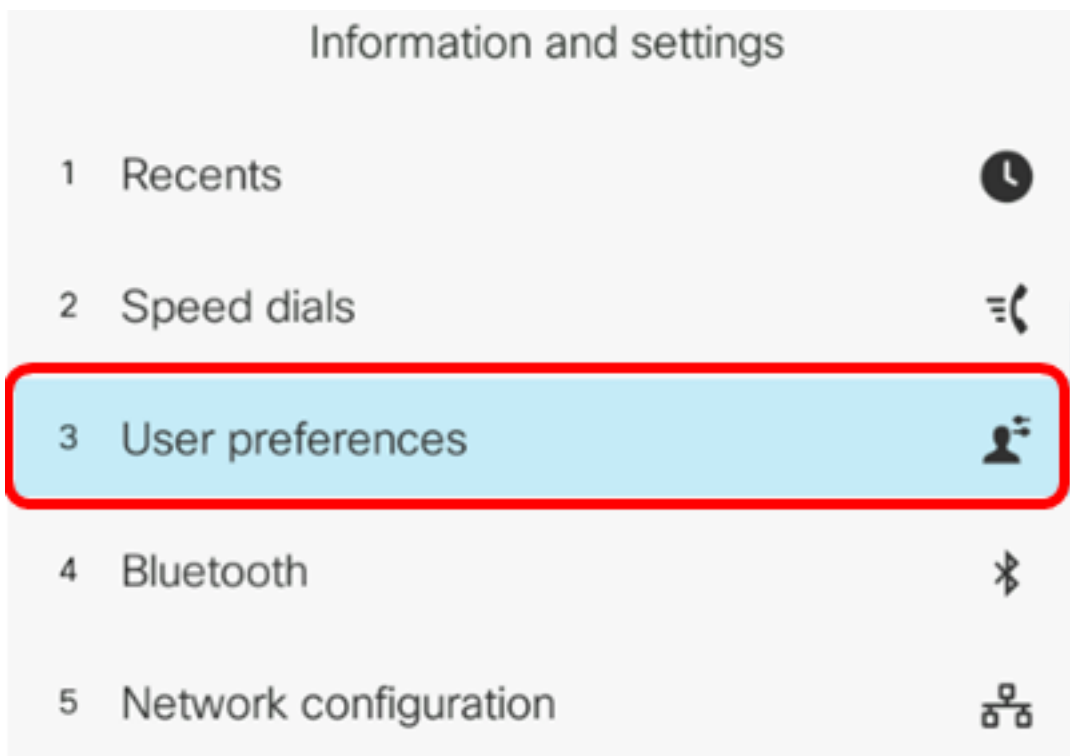 Information and settings
1 Recents
2 Speed dials
3 User preferences
4 Bluetooth
5 Network configuration